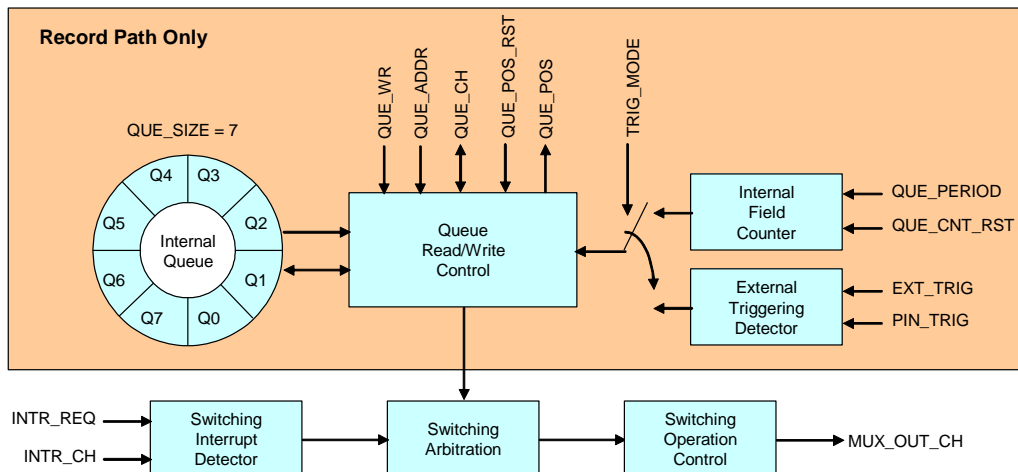 Record Path Only
QUE_WR
QUE_ADDR
QUE_CH
QUE_POS_RST
QUE_POS
TRIG_MODE
QUE_SIZE = 7
Q4
Q3
Q5
Q2
Q6
Q1
Q7
Q0
Internal
Queue
Queue
Read/Write
Control
Internal
Field
Counter
QUE_PERIOD
QUE_CNT_RST
External
Triggering
Detector
EXT_TRIG
PIN_TRIG
INTR_REQ
INTR_CH
Switching
Interrupt
Detector
Switching
Arbitration
Switching
Operation
Control
MUX_OUT_CH